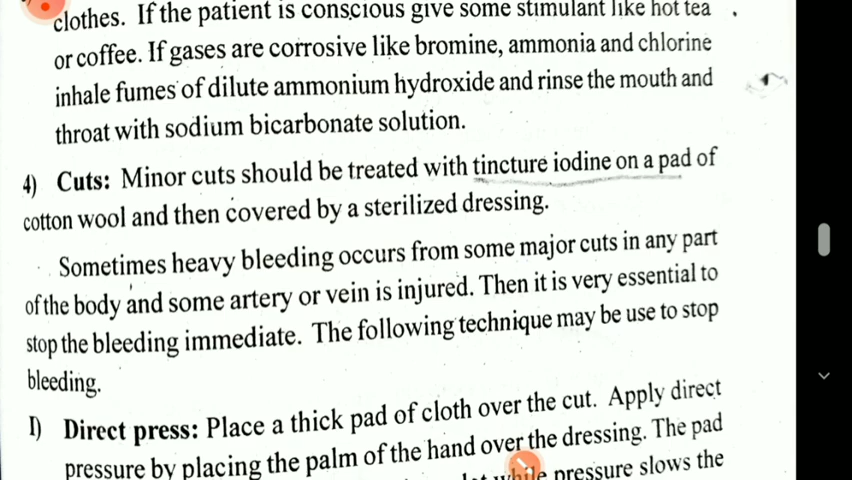 clothes. If the patient is conscious give some stimulant like hot tea
or coffee. If gases are corrosive like bromine, ammonia and chlorine
inhale fumes of dilute ammonium hydroxide and rinse the mouth and
throat with sodium bicarbonate solution.
4) Cuts: Minor cuts should be treated with tincture iodine on a pad of
cotton wool and then covered by a sterilized dressing.
Sometimes heavy bleeding occurs from some major cuts in any part
of the body and some artery or vein is injured. Then it is very essential to
stop the bleeding immediate. The following technique may be use to stop
bleeding.
I) Direct press: Place a thick pad of cloth over the cut. Apply direct
pressure by placing the palm of the hand over the dressing. The pad
while pressure slows the